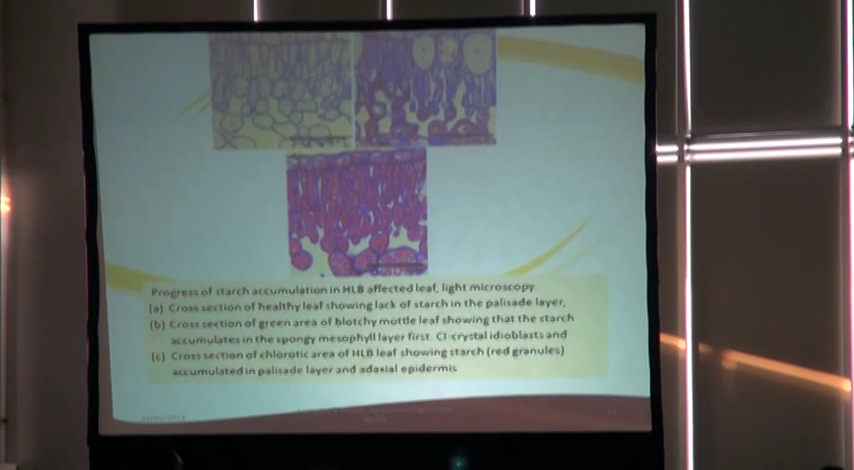 Progress of starch accumulation in HLB affected leaf, light microscopy.
(a) Cross section of healthy leaf showing lack of starch in the palisade layer,
(b) Cross section of green area of blotchy mottle leaf showing that the starch
accumulates in the spongy mesophyll layer first. CI-crystal idioblasts and
(c) Cross section of chlorotic area of HLB leaf showing starch (red granules)
accumulated in palisade layer and adaxial epidermis